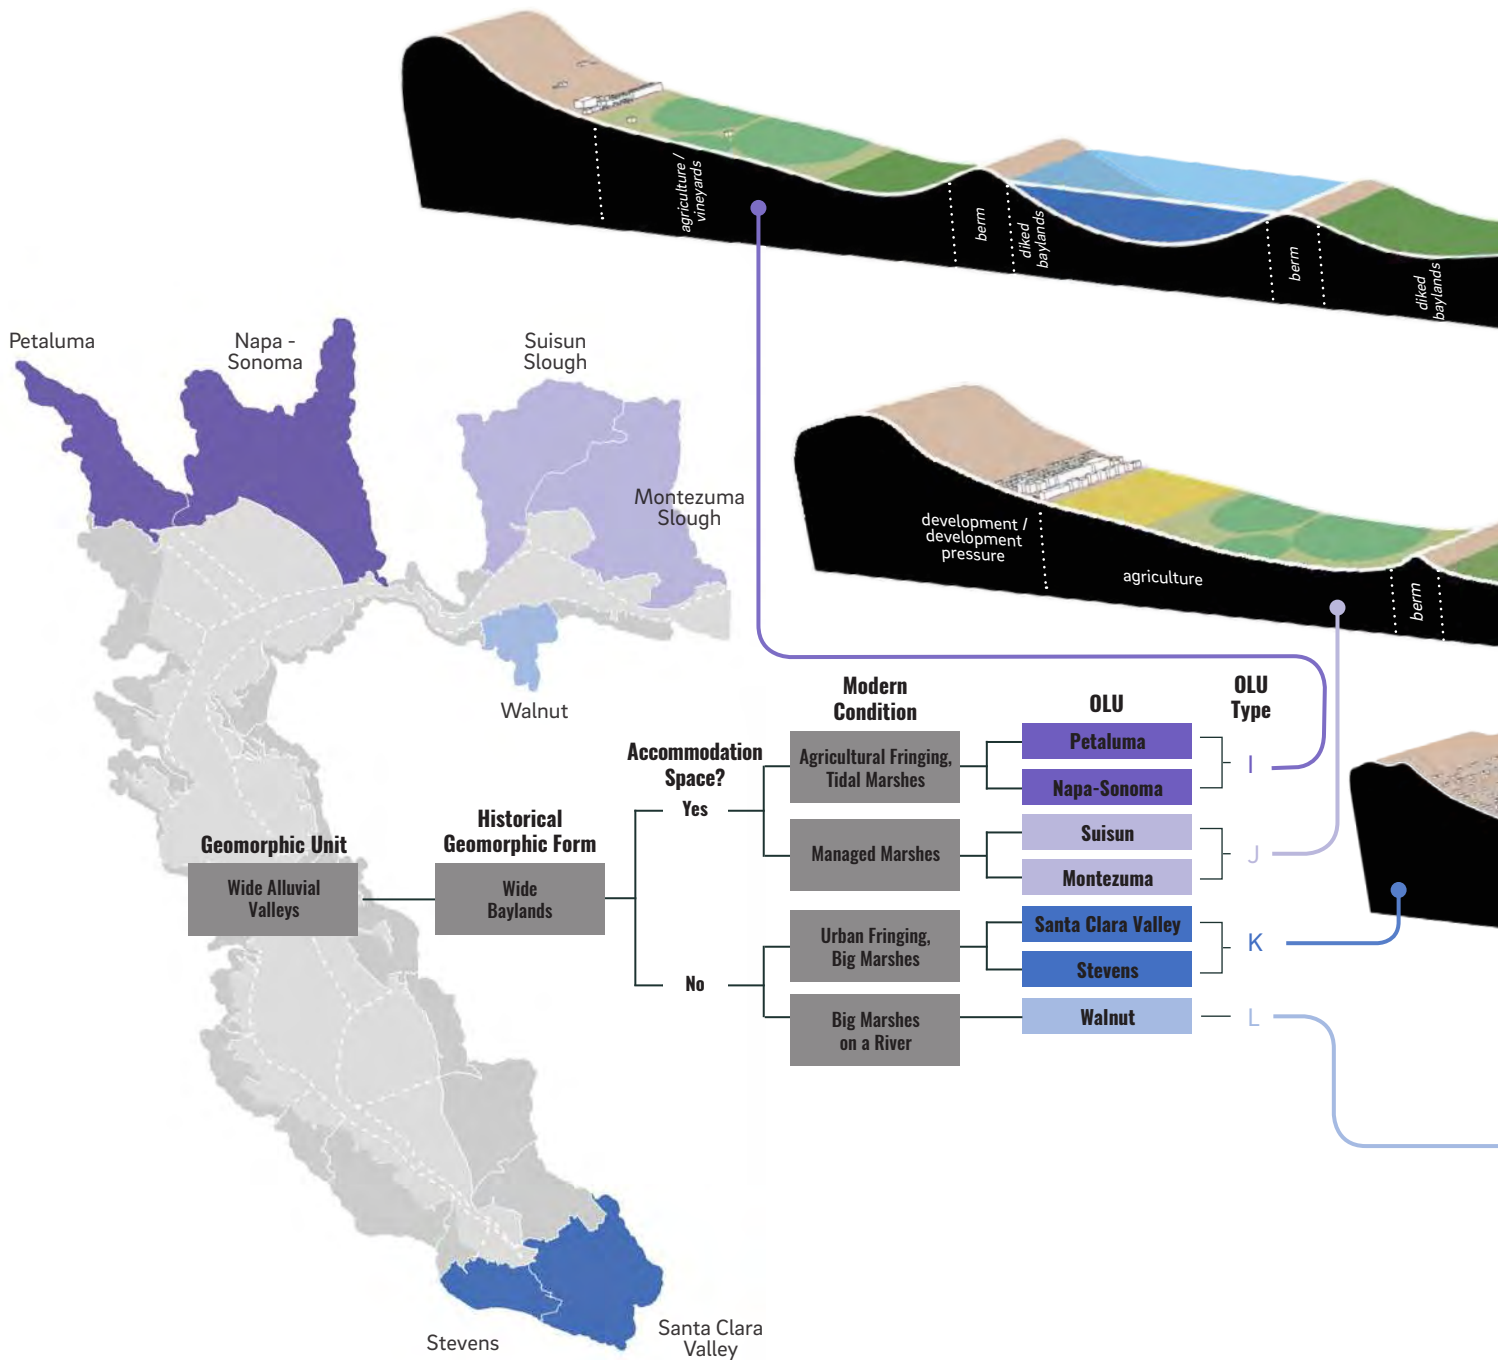 agriculture /
vineyards
berm
diked
baylands
berm
diked
baylands
Petaluma
Napa -
Sonoma
Suisun
Slough
Montezuma
Slough
Walnut
development /
development
pressure
agriculture
berm
Geomorphic Unit
Wide Alluvial
Valleys
Historical
Geomorphic Form
Wide
Baylands
Accommodation
Space?
Yes
No
Modern
Condition
Agricultural Fringing,
Tidal Marshes
Managed Marshes
Urban Fringing,
Big Marshes
Big Marshes
on a River
OLU
Petaluma
Napa-Sonoma
Suisun
Montezuma
Santa Clara Valley
Stevens
Walnut
OLU
Type
I
J
K
L
Stevens
Santa Clara
Valley